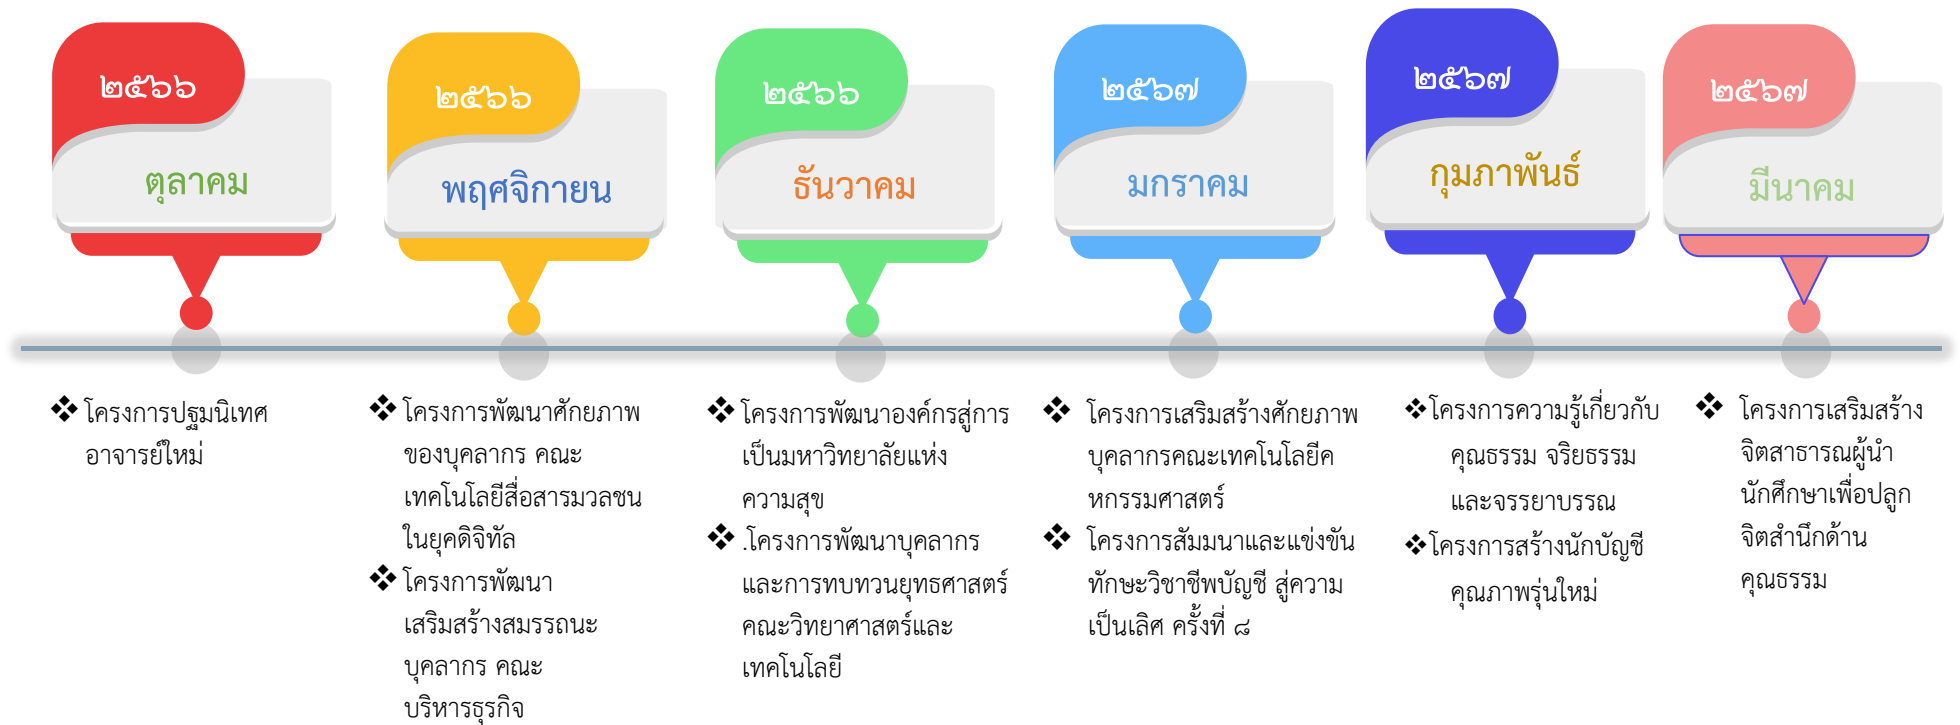 ๒๕๖๖
ตุลาคม
โครงการปฐมนิเทศ
อาจารย์ใหม่
๒๕๖๖
พฤศจิกายน
โครงการพัฒนาศักยภาพ
ของบุคลากร คณะ
เทคโนโลยีสื่อสารมวลชน
ในยุคดิจิทัล
โครงการพัฒนา
เสริมสร้างสมรรถนะ
บุคลากร คณะ
บริหารธุรกิจ
๒๕๖๖
ธันวาคม
โครงการพัฒนาองค์กรสู่การ
เป็นมหาวิทยาลัยแห่ง
ความสุข
.โครงการพัฒนาบุคลากร
และการทบทวนยุทธศาสตร์
คณะวิทยาศาสตร์และ
เทคโนโลยี
๒๕๖๗
มกราคม
โครงการเสริมสร้างศักยภาพ
บุคลากรคณะเทคโนโลยีค
หกรรมศาสตร์
โครงการสัมมนาและแข่งขัน
ทักษะวิชาชีพบัญชี สู่ความ
เป็นเลิศ ครั้งที่ ๘
๒๕๖๗
กุมภาพันธ์
โครงการความรู้เกี่ยวกับ
คุณธรรม จริยธรรม
และจรรยาบรรณ
โครงการสร้างนักบัญชี
คุณภาพรุ่นใหม่
๒๕๖๗
มีนาคม
โครงการเสริมสร้าง
จิตสาธารณผู้นำ
นักศึกษาเพื่อปลูก
จิตสำนึกด้าน
คุณธรรม